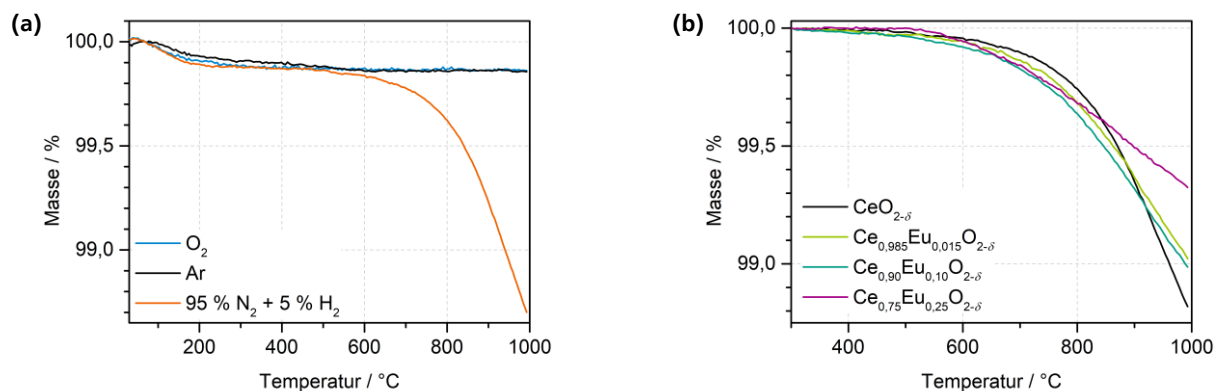 (a)
100,0
99,5
99,0
Masse / %
O₂
Ar
95 % N₂ + 5 % H₂
200 400 600 800 1000
Temperatur / °C
(b)
100,0
99,5
99,0
Masse / %
CeO₂₋δ
Ce₀,₉₈₅Eu₀,₀₁₅O₂₋δ
Ce₀,₉₀Eu₀,₁₀O₂₋δ
Ce₀,₇₅Eu₀,₂₅O₂₋δ
400 600 800 1000
Temperatur / °C